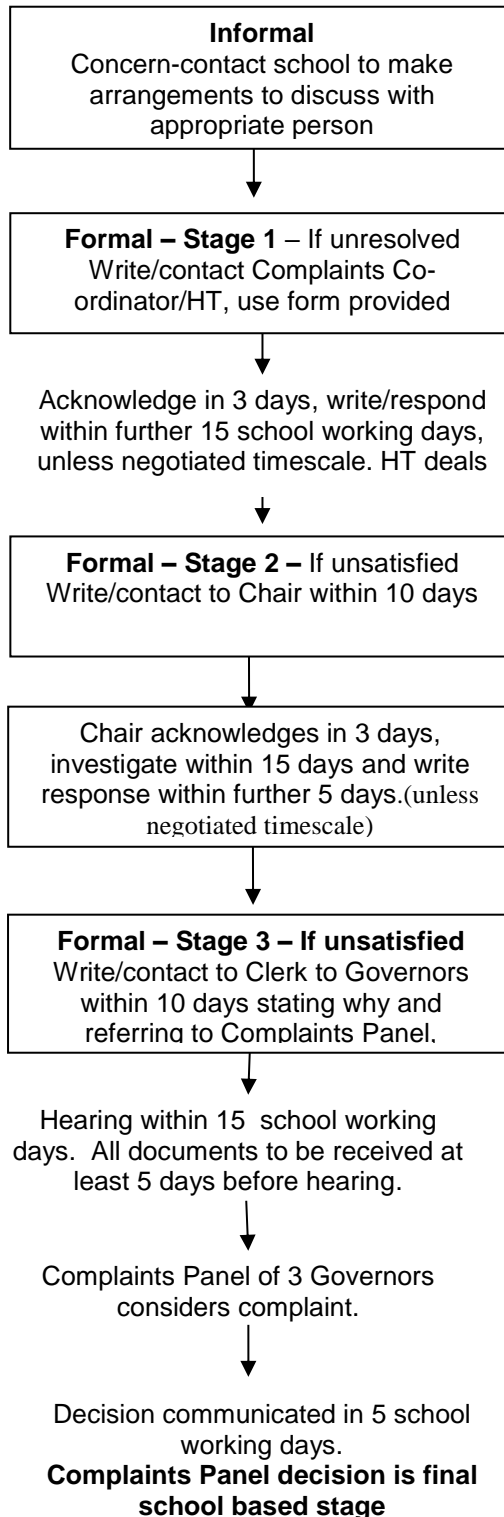 Informal
Concern-contact school to make
arrangements to discuss with
appropriate person
Formal – Stage 1 – If unresolved
Write/contact Complaints Co-
ordinator/HT, use form provided
Acknowledge in 3 days, write/respond
within further 15 school working days,
unless negotiated timescale. HT deals
Formal – Stage 2 – If unsatisfied
Write/contact to Chair within 10 days
Chair acknowledges in 3 days,
investigate within 15 days and write
response within further 5 days.(unless
negotiated timescale)
Formal – Stage 3 – If unsatisfied
Write/contact to Clerk to Governors
within 10 days stating why and
referring to Complaints Panel,
Hearing within 15 school working
days. All documents to be received at
least 5 days before hearing.
Complaints Panel of 3 Governors
considers complaint.
Decision communicated in 5 school
working days.
Complaints Panel decision is final
school based stage